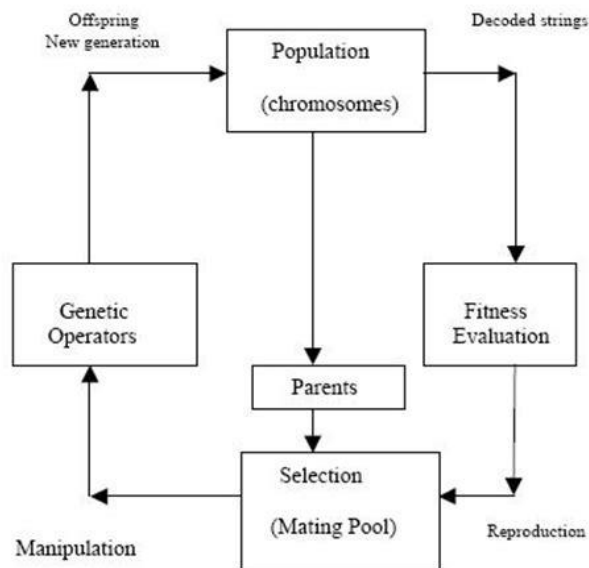 Offspring
New generation
Decoded strings
Population
(chromosomes)
Genetic
Operators
Fitness
Evaluation
Parents
Selection
(Mating Pool)
Manipulation
Reproduction